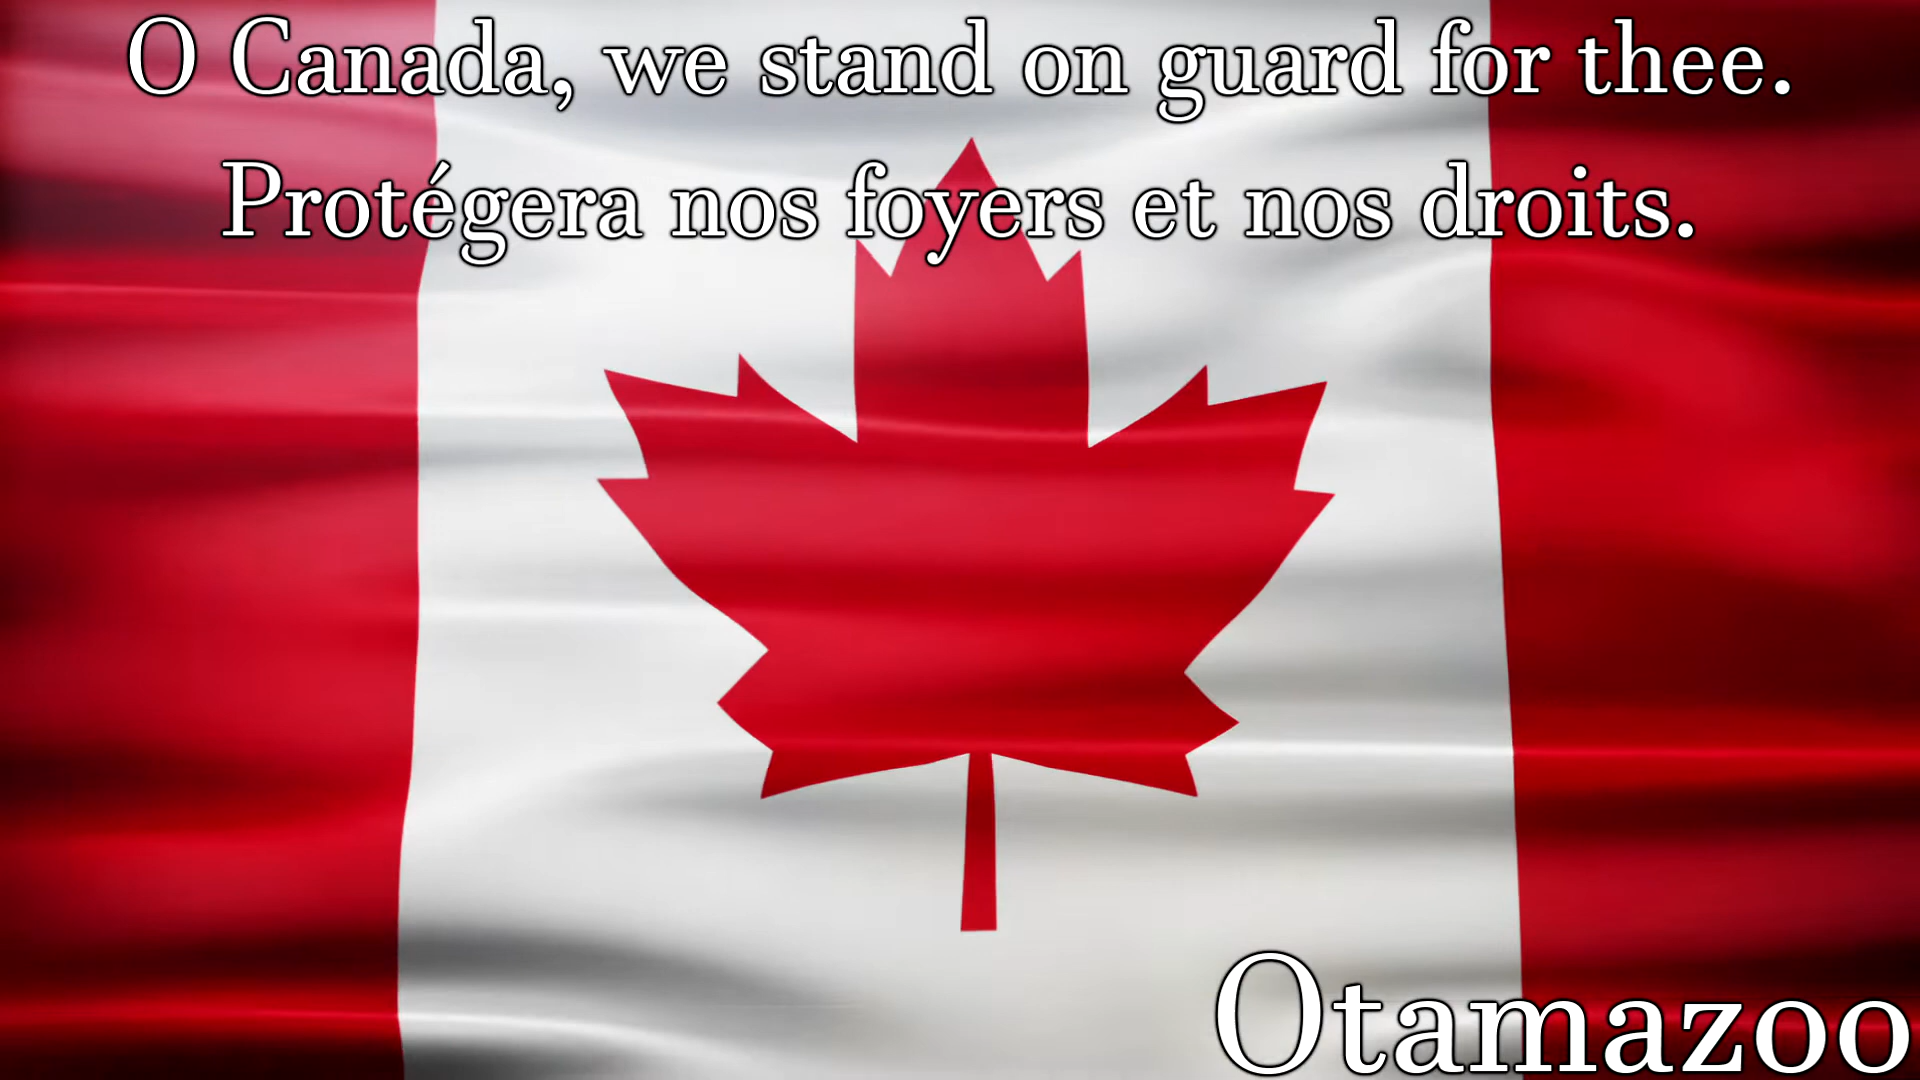 O Canada, we stand on guard for thee.
Protégera nos foyers et nos droits.
Otamazoo